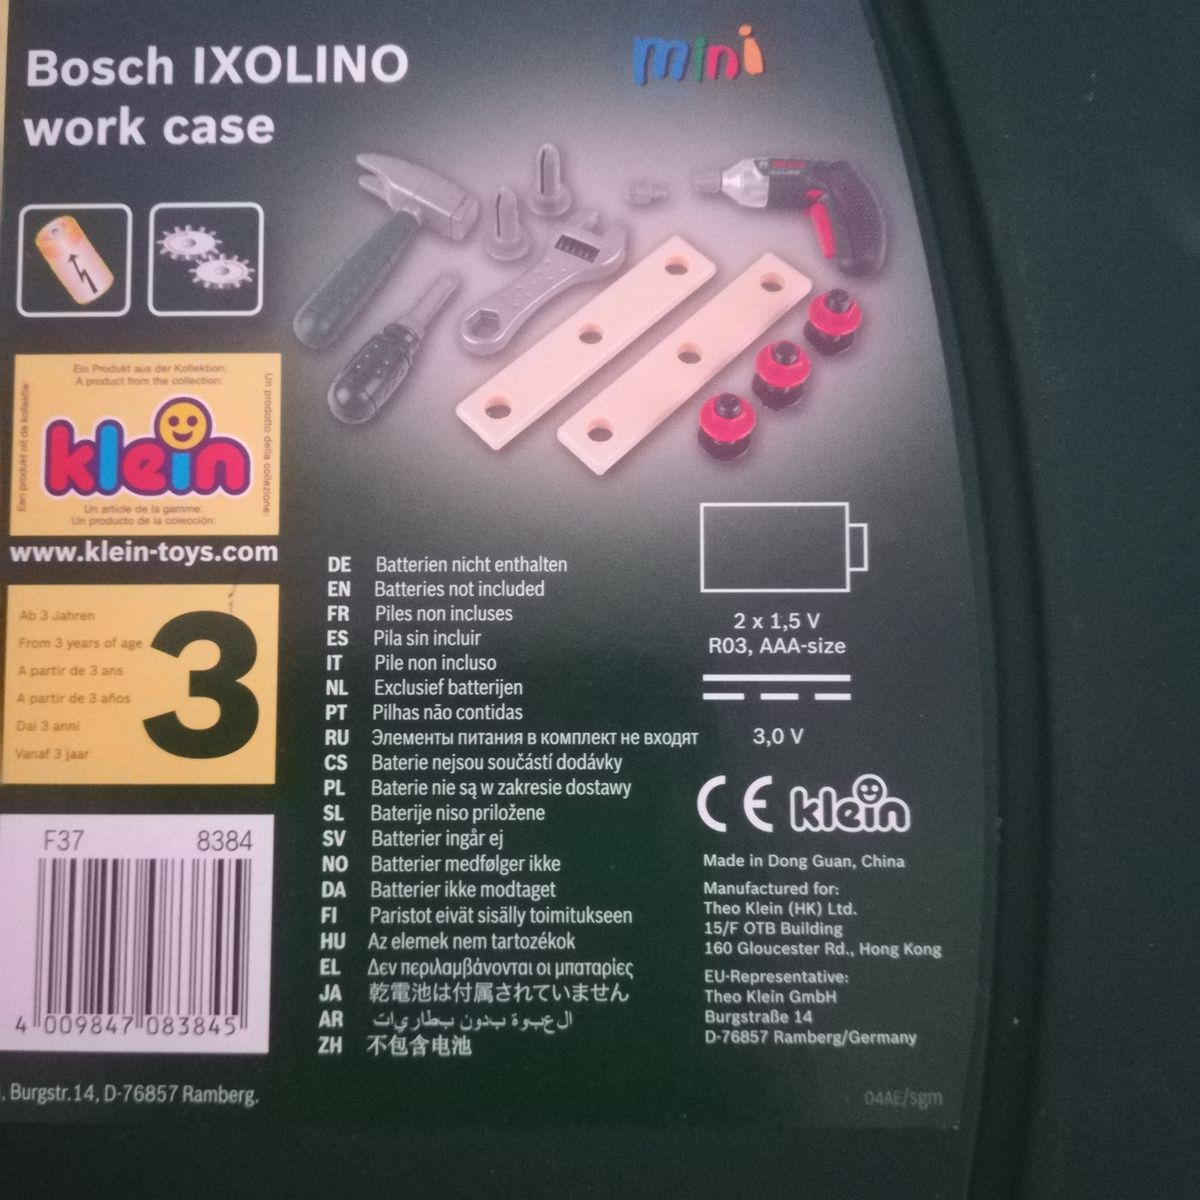 Bosch IXOLINO
work case
mini
Ein Produkt aus der Kollektion:
A product from the collection:
Een produkt uit de kollektie:
Un prodotto della collezione:
klein
Un article de la gamme:
Un producto de la colección:
www.klein-toys.com
Ab 3 Jahren
From 3 years of age
A partir de 3 ans
A partir de 3 años
Dai 3 anni
Vanaf 3 jaar
3
F37 8384
4 009847 083845
, Burgstr.14, D-76857 Ramberg.
DE Batterien nicht enthalten
EN Batteries not included
FR Piles non incluses
ES Pila sin incluir
IT Pile non incluso
NL Exclusief batterijen
PT Pilhas não contidas
RU Элементы питания в комплект не входят
CS Baterie nejsou součástí dodávky
PL Baterie nie są w zakresie dostawy
SL Baterije niso priložene
SV Batterier ingår ej
NO Batterier medfølger ikke
DA Batterier ikke modtaget
FI Paristot eivät sisälly toimitukseen
HU Az elemek nem tartozékok
EL Δεν περιλαμβάνονται οι μπαταρίες
JA 乾電池は付属されていません
AR العبوة بدون بطاريات
ZH 不包含电池
2 x 1,5 V
R03, AAA-size
3,0 V
CE klein
Made in Dong Guan, China
Manufactured for:
Theo Klein (HK) Ltd.
15/F OTB Building
160 Gloucester Rd., Hong Kong
EU-Representative:
Theo Klein GmbH
Burgstraße 14
D-76857 Ramberg/Germany
04AE/sgm